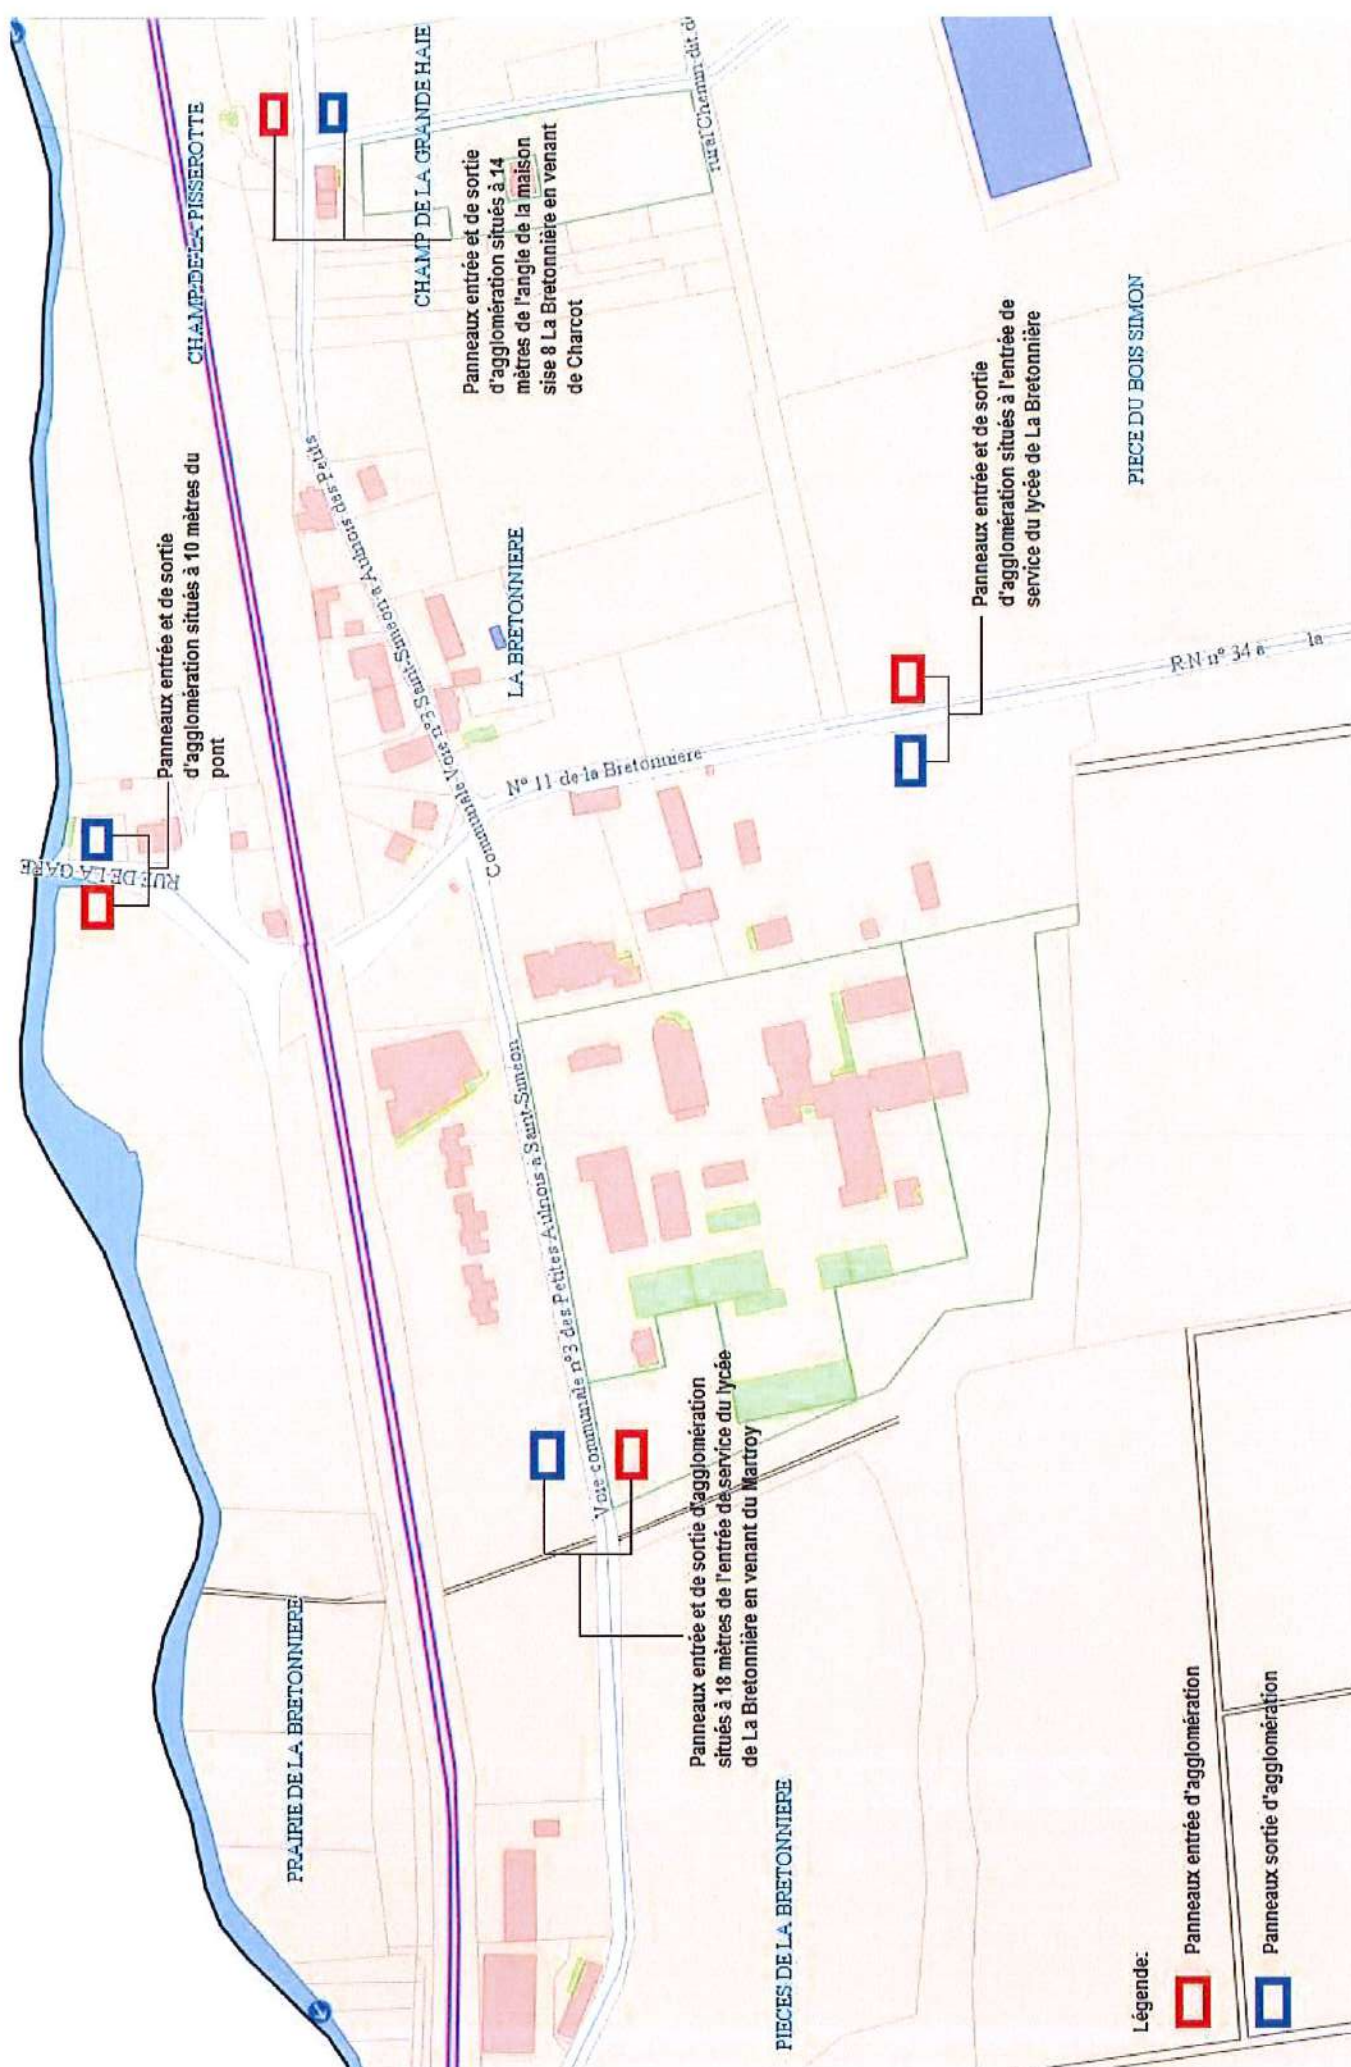 PRAIRIE DE LA BRETONNIERE
RUE DE LA GARE
Panneaux entrée et de sortie
d'agglomération situés à 10 mètres du
pont
CHAMP DE LA PISSEROTTE
CHAMP DE LA GRANDE HAIE
Panneaux entrée et de sortie
d'agglomération situés à 14
mètres de l'angle de la maison
sise 8 La Bretonnière en venant
de Charcot
rural Chemin dit d
Communale Voie n°3 Saint-Siméon a Aulnois des Petits
LA BRETONNIERE
N° 11 de la Bretonniere
Voie communale n°3 des Petites Aulnois à Saint-Siméon
Panneaux entrée et de sortie d'agglomération
situés à 18 mètres de l'entrée de service du lycée
de La Bretonnière en venant du Martroy
PIECES DE LA BRETONNIERE
Panneaux entrée et de sortie
d'agglomération situés à l'entrée de
service du lycée de La Bretonnière
PIECE DU BOIS SIMON
RN n° 34 a la
Légende:
Panneaux entrée d'agglomération
Panneaux sortie d'agglomération